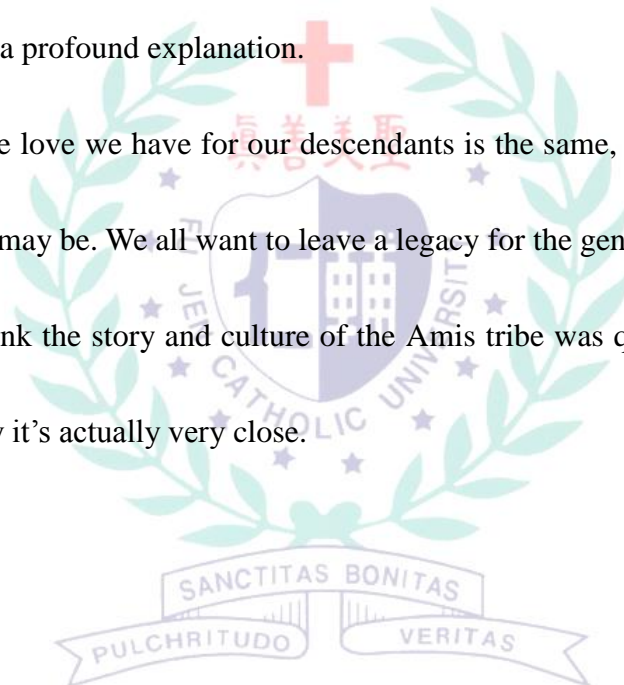 a profound explanation.
e love we have for our descendants is the same,
may be. We all want to leave a legacy for the gen
nk the story and culture of the Amis tribe was q
it's actually very close.
真善美聖
FU JEN CATHOLIC UNIVERSITY
SANCTITAS BONITAS
PULCHRITUDO VERITAS